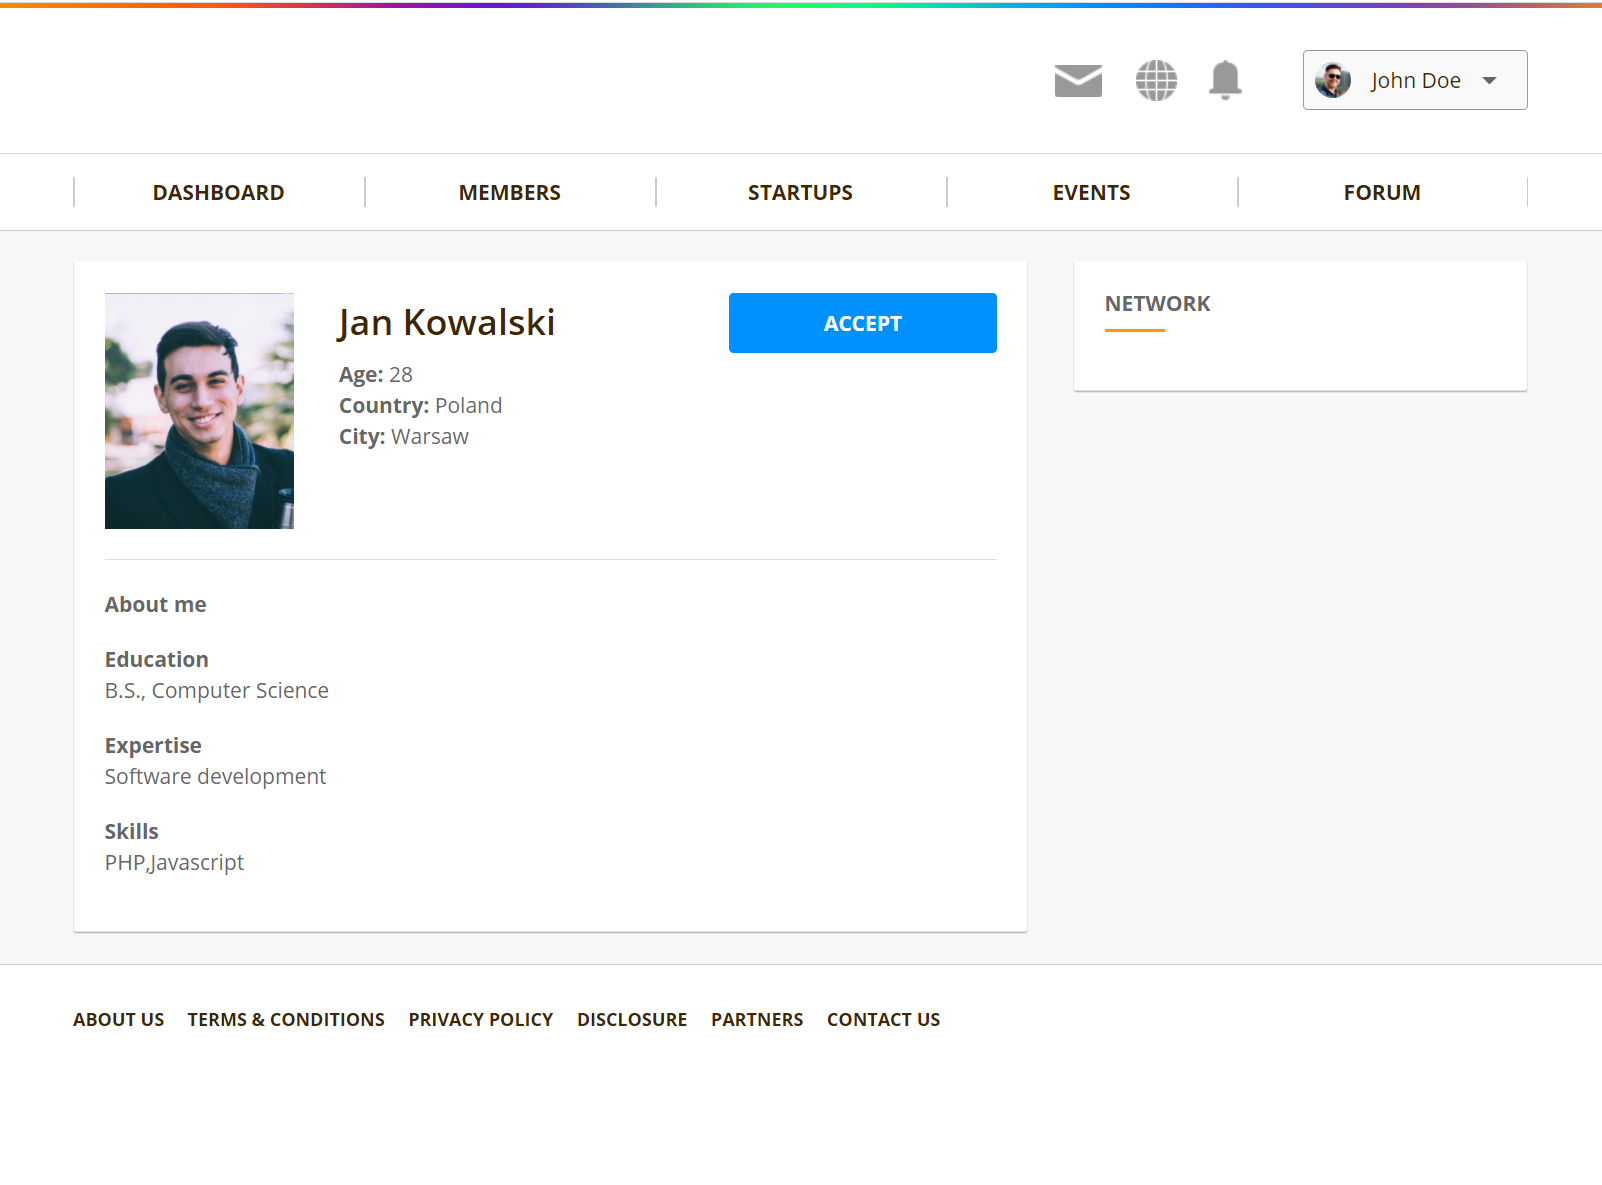 John Doe
DASHBOARD
MEMBERS
STARTUPS
EVENTS
FORUM
Jan Kowalski
ACCEPT
Age: 28
Country: Poland
City: Warsaw
NETWORK
About me
Education
B.S., Computer Science
Expertise
Software development
Skills
PHP,Javascript
ABOUT US
TERMS & CONDITIONS
PRIVACY POLICY
DISCLOSURE
PARTNERS
CONTACT US